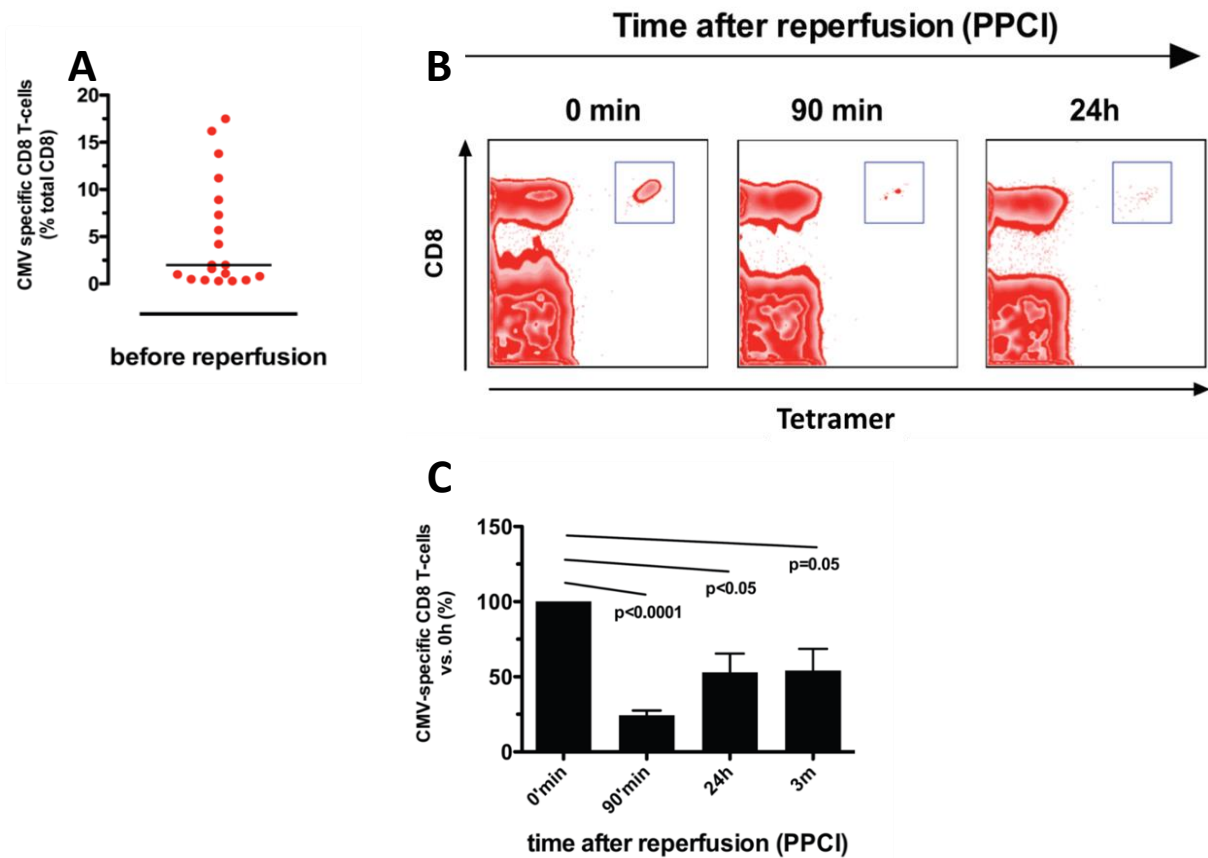 A
CMV specific CD8 T-cells
(% total CD8)
20
15
10
5
0
before reperfusion
Time after reperfusion (PPCI)
B
0 min
90 min
24h
CD8
Tetramer
C
CMV-specific CD8 T-cells
vs. 0h (%)
150
100
50
0
p<0.0001
p<0.05
p=0.05
0'min
90'min
24h
3m
time after reperfusion (PPCI)